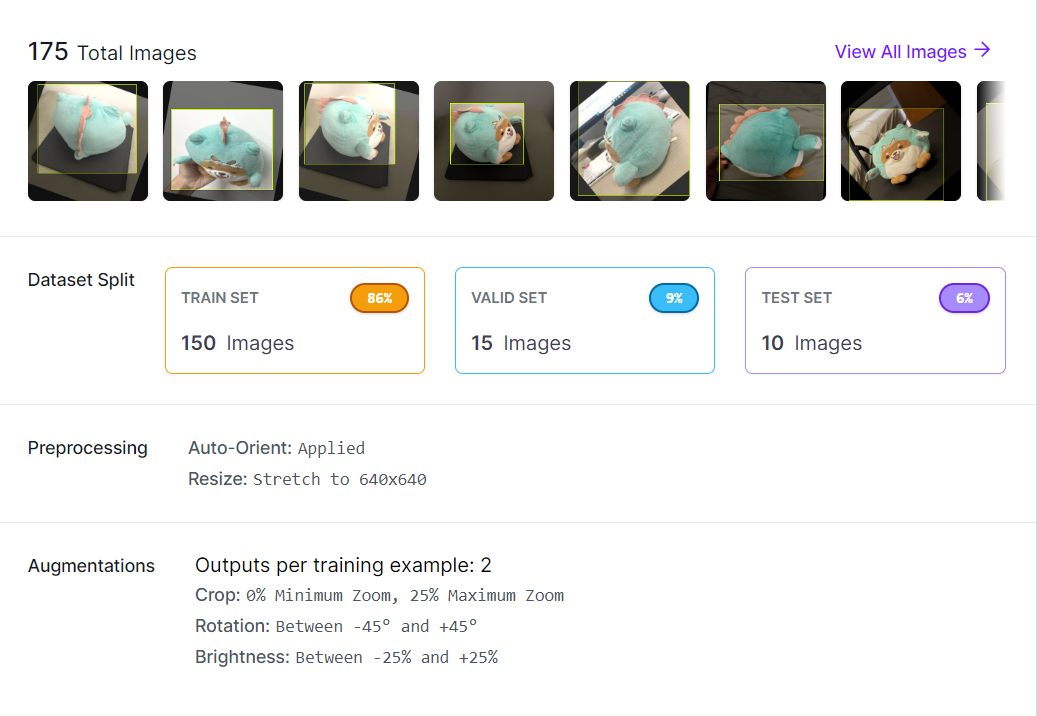 175 Total Images
View All Images →
Dataset Split
TRAIN SET
86%
150 Images
VALID SET
9%
15 Images
TEST SET
6%
10 Images
Preprocessing
Auto-Orient: Applied
Resize: Stretch to 640x640
Augmentations
Outputs per training example: 2
Crop: 0% Minimum Zoom, 25% Maximum Zoom
Rotation: Between -45° and +45°
Brightness: Between -25% and +25%